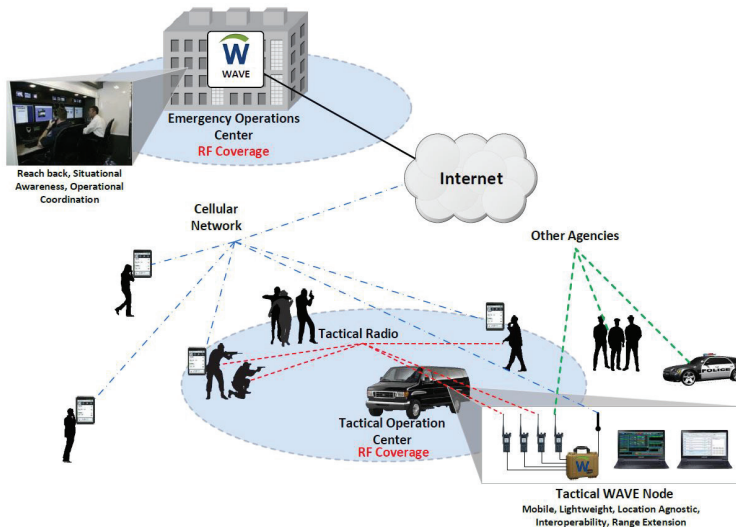 W
WAVE
Emergency Operations
Center
RF Coverage
Reach back, Situational
Awareness, Operational
Coordination
Internet
Cellular
Network
Other Agencies
Tactical Radio
POLICE
Tactical Operation
Center
RF Coverage
W
Tactical WAVE Node
Mobile, Lightweight, Location Agnostic,
Interoperability, Range Extension